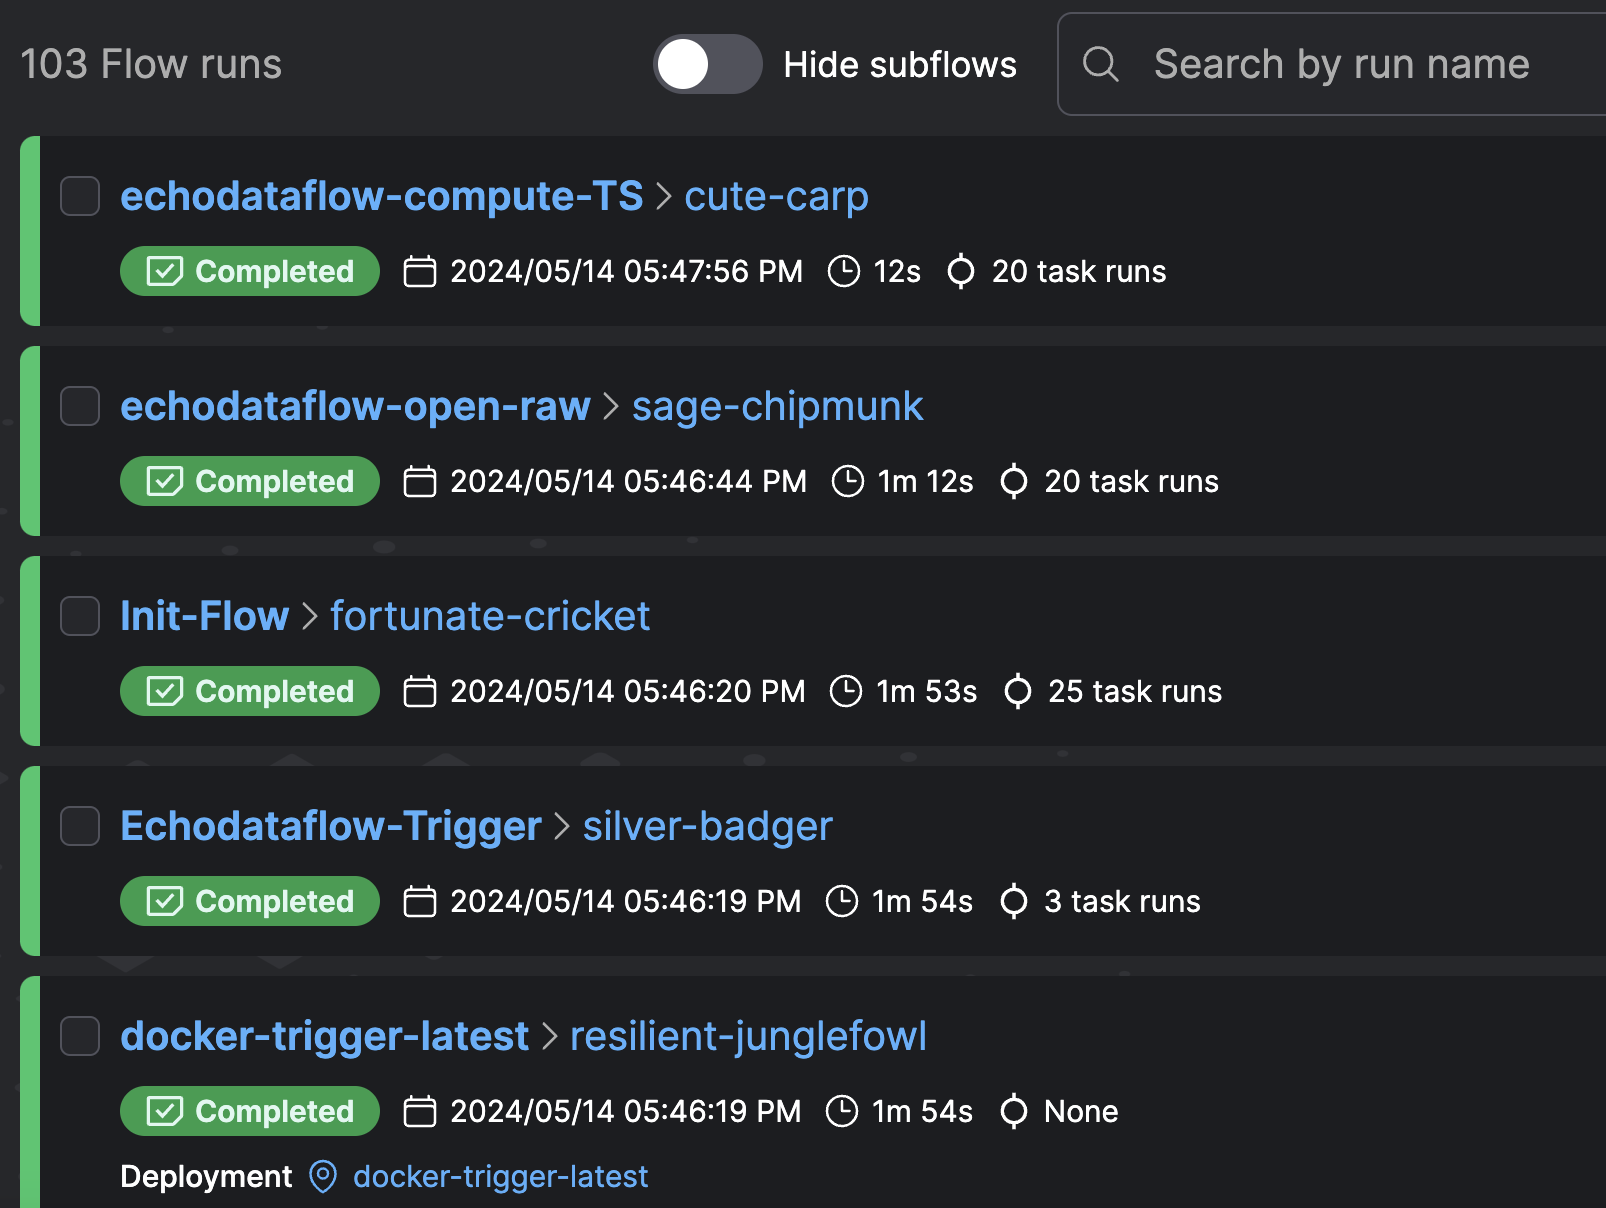 103 Flow runs Hide subflows Search by run name
echodataflow-compute-TS > cute-carp
Completed 2024/05/14 05:47:56 PM 12s 20 task runs
echodataflow-open-raw > sage-chipmunk
Completed 2024/05/14 05:46:44 PM 1m 12s 20 task runs
Init-Flow > fortunate-cricket
Completed 2024/05/14 05:46:20 PM 1m 53s 25 task runs
Echodataflow-Trigger > silver-badger
Completed 2024/05/14 05:46:19 PM 1m 54s 3 task runs
docker-trigger-latest > resilient-junglefowl
Completed 2024/05/14 05:46:19 PM 1m 54s None
Deployment docker-trigger-latest